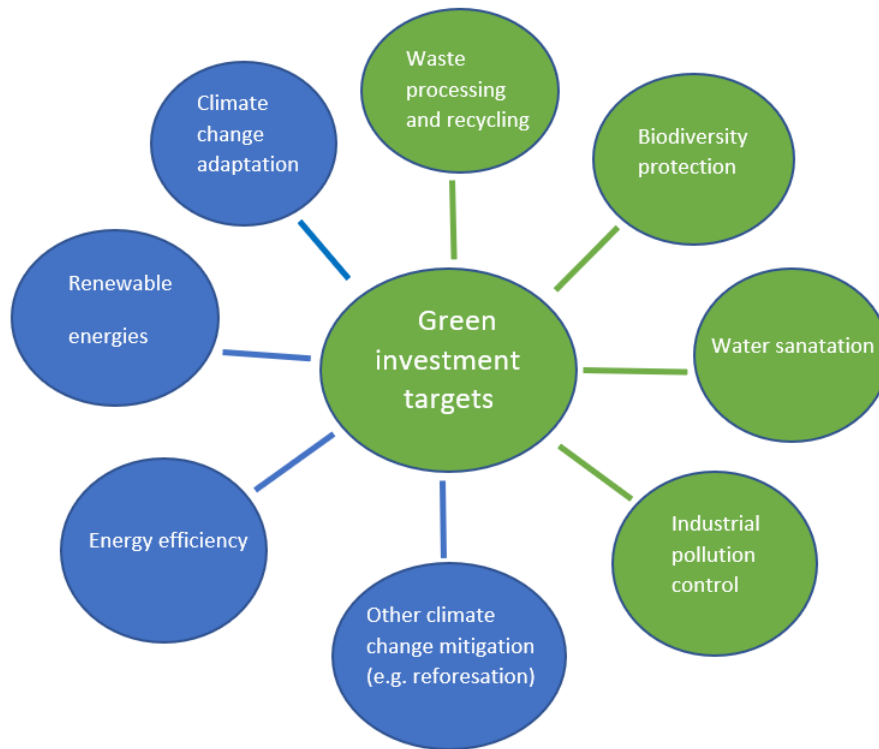 Waste
processing
and recycling
Climate
change
adaptation
Biodiversity
protection
Renewable
energies
Green
investment
targets
Water sanatation
Energy efficiency
Industrial
pollution
control
Other climate
change mitigation
(e.g. reforesation)